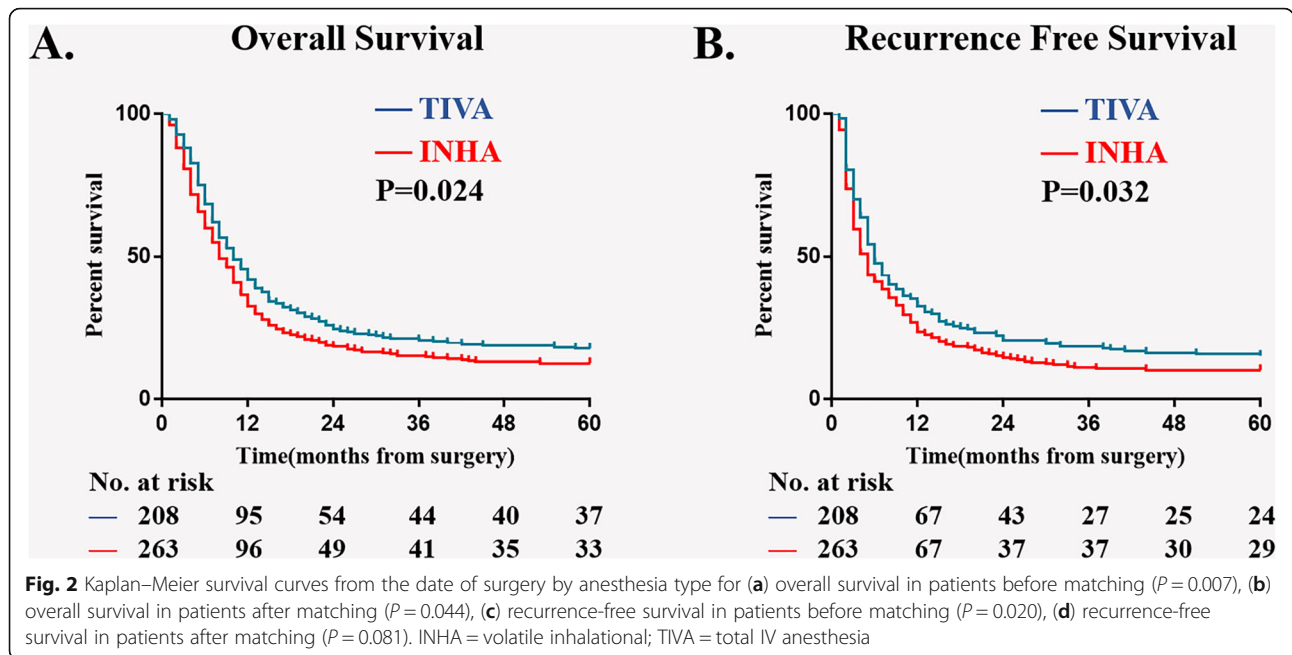 A. Overall Survival
TIVA
INHA
P=0.024
100
50
0
Percent survival
0 12 24 36 48 60
Time(months from surgery)
No. at risk
208 95 54 44 40 37
263 96 49 41 35 33
B. Recurrence Free Survival
TIVA
INHA
P=0.032
100
50
0
Percent survival
0 12 24 36 48 60
Time(months from surgery)
No. at risk
208 67 43 27 25 24
263 67 37 37 30 29
Fig. 2 Kaplan–Meier survival curves from the date of surgery by anesthesia type for (a) overall survival in patients before matching (P = 0.007), (b)
overall survival in patients after matching (P = 0.044), (c) recurrence-free survival in patients before matching (P = 0.020), (d) recurrence-free
survival in patients after matching (P = 0.081). INHA = volatile inhalational; TIVA = total IV anesthesia